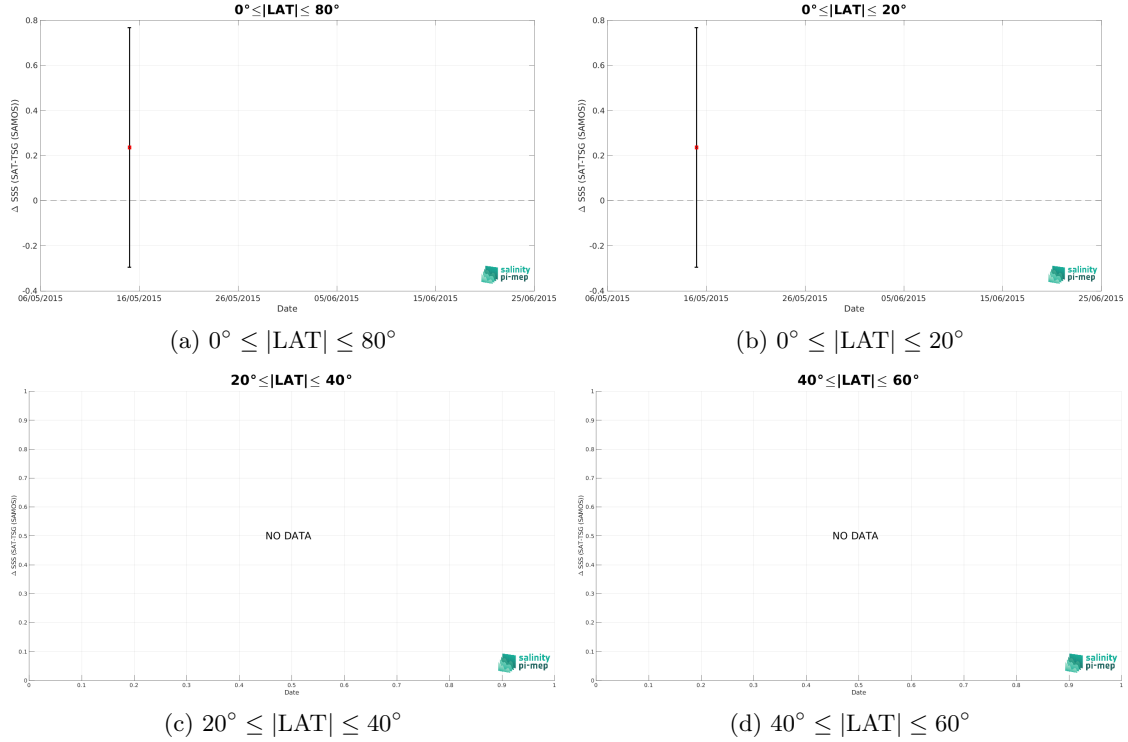 0°≤|LAT|≤ 80°
Δ SSS (SAT-TSG (SAMOS))
0.8
0.6
0.4
0.2
0
-0.2
-0.4
06/05/2015 16/05/2015 26/05/2015 05/06/2015 15/06/2015 25/06/2015
Date
salinity
pi-mep
(a) 0° ≤ |LAT| ≤ 80°
0°≤|LAT|≤ 20°
Δ SSS (SAT-TSG (SAMOS))
0.8
0.6
0.4
0.2
0
-0.2
-0.4
06/05/2015 16/05/2015 26/05/2015 05/06/2015 15/06/2015 25/06/2015
Date
salinity
pi-mep
(b) 0° ≤ |LAT| ≤ 20°
20°≤|LAT|≤ 40°
Δ SSS (SAT-TSG (SAMOS))
1
0.9
0.8
0.7
0.6
0.5
0.4
0.3
0.2
0.1
0
NO DATA
0 0.1 0.2 0.3 0.4 0.5 0.6 0.7 0.8 0.9 1
Date
salinity
pi-mep
(c) 20° ≤ |LAT| ≤ 40°
40°≤|LAT|≤ 60°
Δ SSS (SAT-TSG (SAMOS))
1
0.9
0.8
0.7
0.6
0.5
0.4
0.3
0.2
0.1
0
NO DATA
0 0.1 0.2 0.3 0.4 0.5 0.6 0.7 0.8 0.9 1
Date
salinity
pi-mep
(d) 40° ≤ |LAT| ≤ 60°